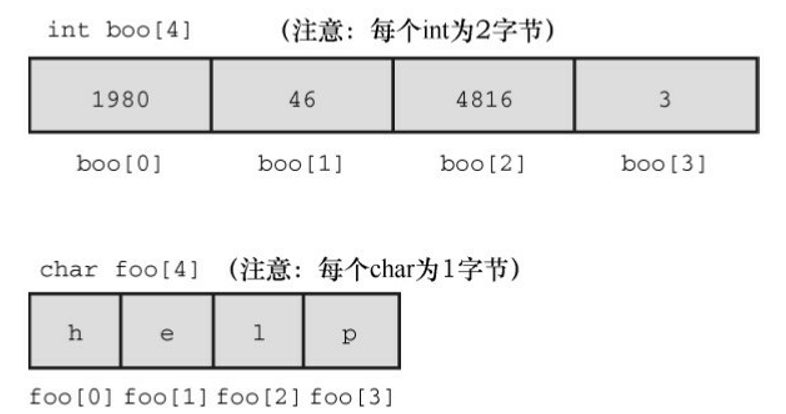 int boo[4] （注意：每个int为2字节）
1980 46 4816 3
boo[0] boo[1] boo[2] boo[3]
char foo[4] （注意：每个char为1字节）
h e l p
foo[0] foo[1] foo[2] foo[3]